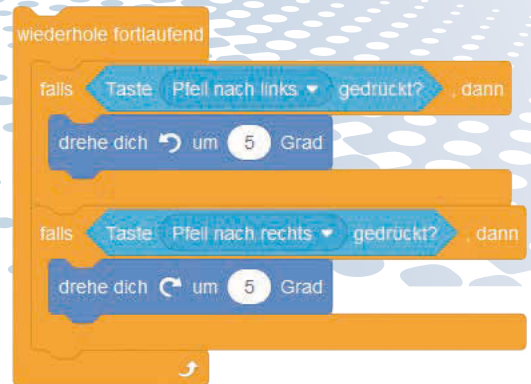 wiederhole fortlaufend
falls Taste Pfeil nach links gedrückt? , dann
drehe dich um 5 Grad
falls Taste Pfeil nach rechts gedrückt? , dann
drehe dich um 5 Grad